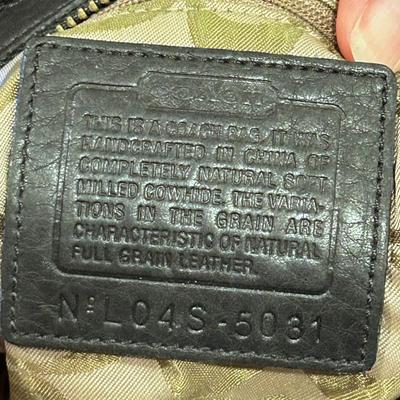 THIS IS A COACH BAG. IT WAS
HANDCRAFTED IN CHINA OF
COMPLETELY NATURAL SOFT
MILLED COWHIDE. THE VARIA-
TIONS IN THE GRAIN ARE
CHARACTERISTIC OF NATURAL
FULL GRAIN LEATHER.
Nº L04S-5031